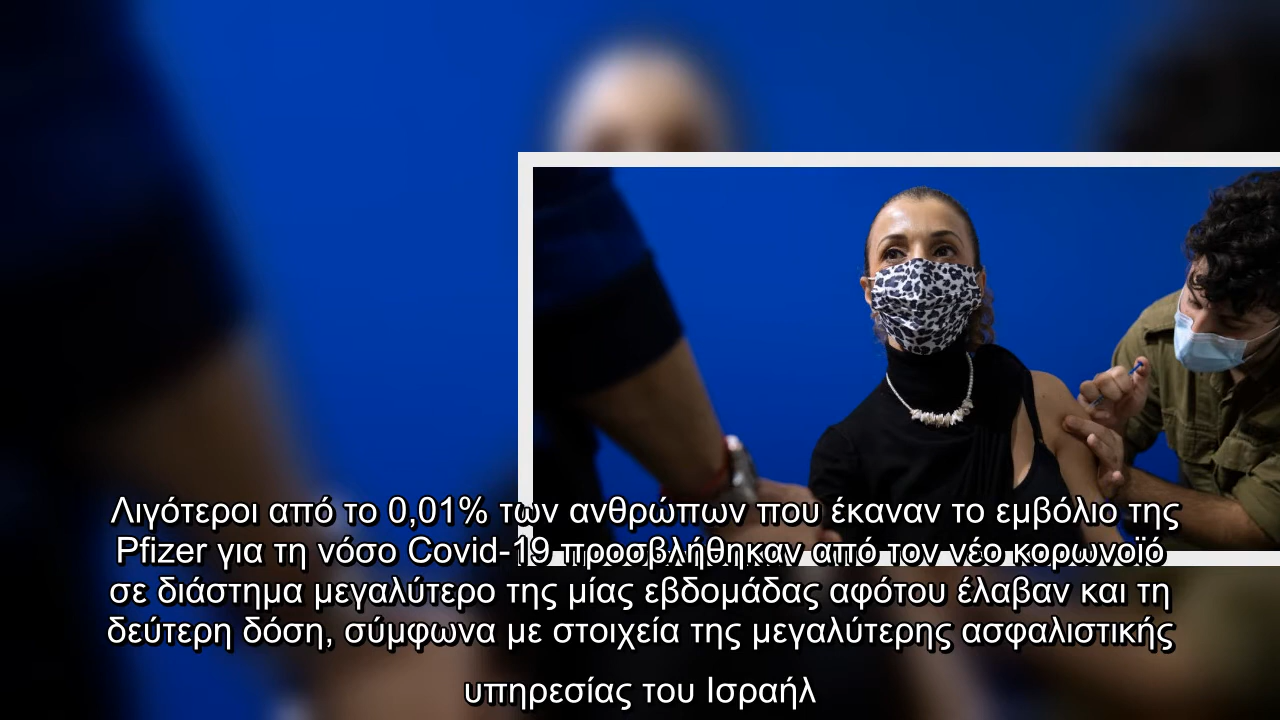 Λιγότεροι από το 0,01% των ανθρώπων που έκαναν το εμβόλιο της
Pfizer για τη νόσο Covid-19 προσβλήθηκαν από τον νέο κορωνοϊό
σε διάστημα μεγαλύτερο της μίας εβδομάδας αφότου έλαβαν και τη
δεύτερη δόση, σύμφωνα με στοιχεία της μεγαλύτερης ασφαλιστικής
υπηρεσίας του Ισραήλ